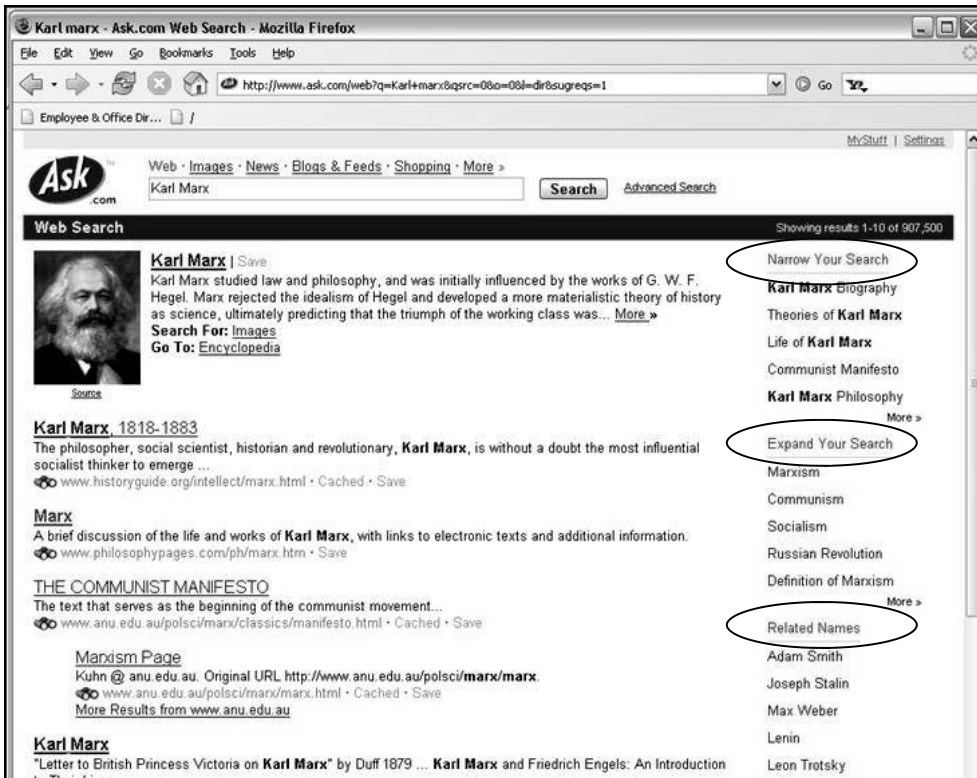 Karl marx - Ask.com Web Search - Mozilla Firefox
File Edit View Go Bookmarks Tools Help
http://www.ask.com/web?q=Karl+marx&qsrc=0&o=0&l=dir&sugreqs=1
Go
Employee & Office Dir... /
MyStuff | Settings
Ask.com
Web · Images · News · Blogs & Feeds · Shopping · More »
Karl Marx
Search
Advanced Search
Web Search
Showing results 1-10 of 907,500
Karl Marx | Save
Karl Marx studied law and philosophy, and was initially influenced by the works of G. W. F.
Hegel. Marx rejected the idealism of Hegel and developed a more materialistic theory of history
as science, ultimately predicting that the triumph of the working class was... More »
Search For: Images
Go To: Encyclopedia
Source
Karl Marx, 1818-1883
The philosopher, social scientist, historian and revolutionary, Karl Marx, is without a doubt the most influential
socialist thinker to emerge ...
www.historyguide.org/intellect/marx.html · Cached · Save
Marx
A brief discussion of the life and works of Karl Marx, with links to electronic texts and additional information.
www.philosophypages.com/ph/marx.htm · Save
THE COMMUNIST MANIFESTO
The text that serves as the beginning of the communist movement...
www.anu.edu.au/polsci/marx/classics/manifesto.html · Cached · Save
Marxism Page
Kuhn @ anu.edu.au. Original URL http://www.anu.edu.au/polsci/marx/marx.
www.anu.edu.au/polsci/marx/marx.html · Cached · Save
More Results from www.anu.edu.au
Karl Marx
"Letter to British Princess Victoria on Karl Marx" by Duff 1879 ... Karl Marx and Friedrich Engels: An Introduction
Narrow Your Search
Karl Marx Biography
Theories of Karl Marx
Life of Karl Marx
Communist Manifesto
Karl Marx Philosophy
More »
Expand Your Search
Marxism
Communism
Socialism
Russian Revolution
Definition of Marxism
More »
Related Names
Adam Smith
Joseph Stalin
Max Weber
Lenin
Leon Trotsky